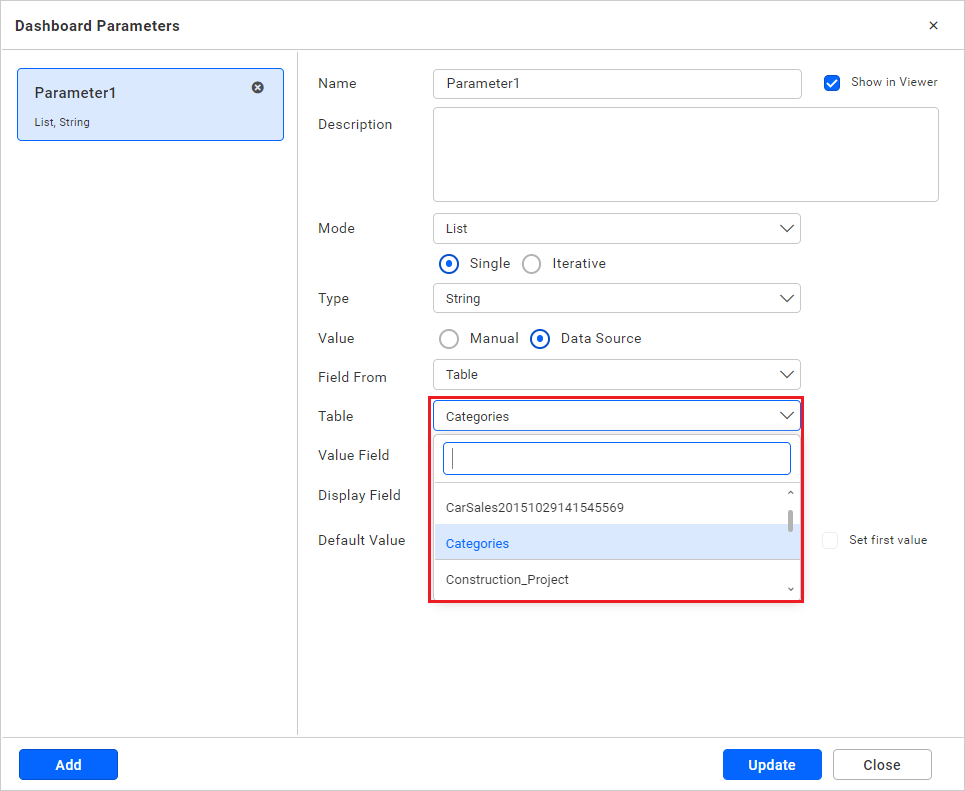 Dashboard Parameters
Parameter1
List, String
Name
Parameter1
Show in Viewer
Description
Mode
List
Single
Iterative
Type
String
Value
Manual
Data Source
Field From
Table
Table
Categories
Value Field
Display Field
CarSales20151029141545569
Default Value
Categories
Set first value
Construction_Project
Add
Update
Close